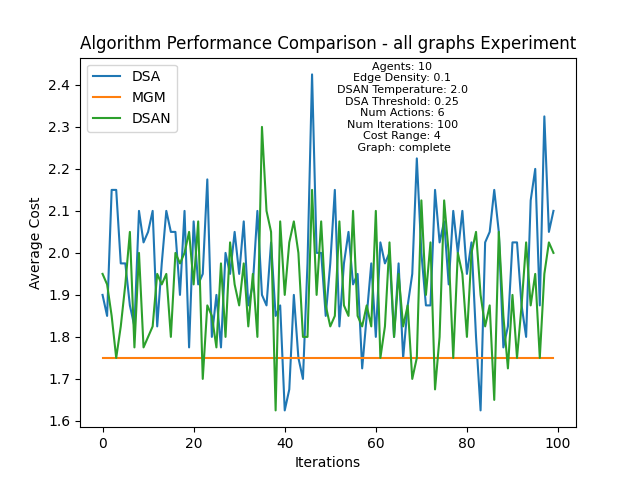 Algorithm Performance Comparison - all graphs Experiment
DSA
MGM
DSAN
Agents: 10
Edge Density: 0.1
DSAN Temperature: 2.0
DSA Threshold: 0.25
Num Actions: 6
Num Iterations: 100
Cost Range: 4
Graph: complete
Average Cost
2.4
2.3
2.2
2.1
2.0
1.9
1.8
1.7
1.6
0 20 40 60 80 100
Iterations